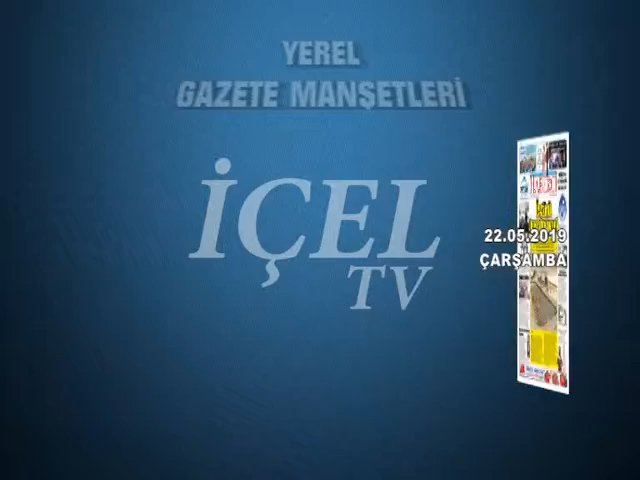 YEREL
GAZETE MANŞETLERİ
İÇEL
TV
22.05.2019
ÇARŞAMBA